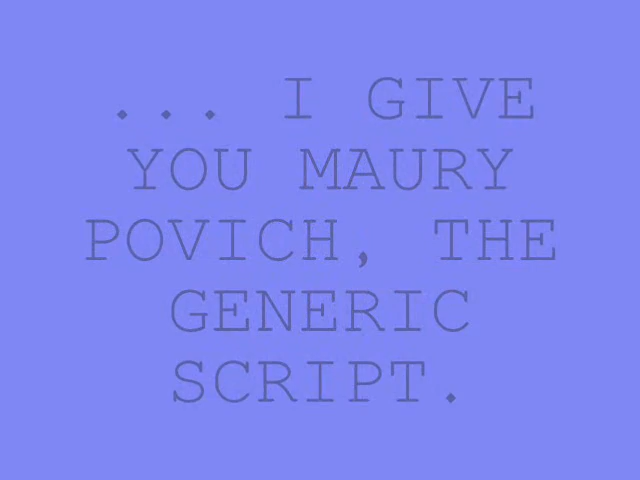 ... I GIVE
YOU MAURY
POVICH, THE
GENERIC
SCRIPT.